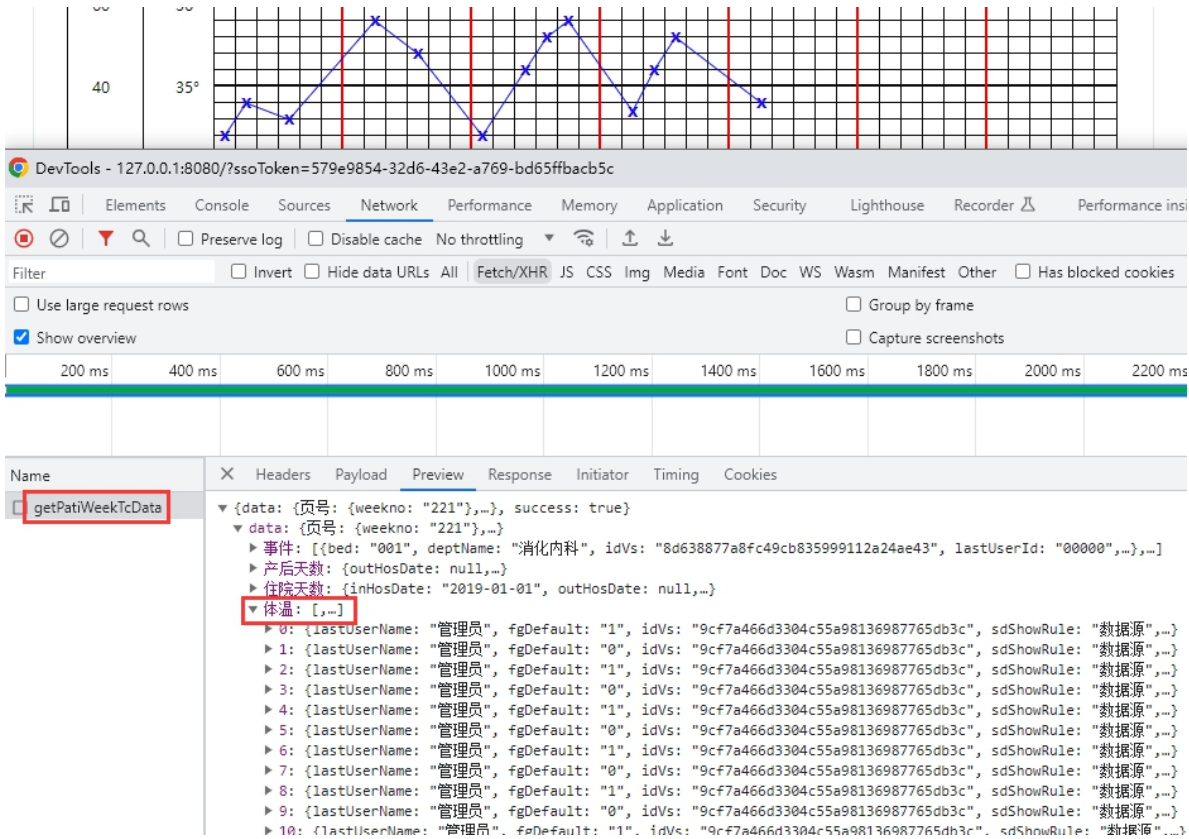 40 35°
DevTools - 127.0.0.1:8080/?ssoToken=579e9854-32d6-43e2-a769-bd65ffbacb5c
Elements Console Sources Network Performance Memory Application Security Lighthouse Recorder Performance insi
Preserve log Disable cache No throttling
Filter Invert Hide data URLs All Fetch/XHR JS CSS Img Media Font Doc WS Wasm Manifest Other Has blocked cookies
Use large request rows Group by frame
Show overview Capture screenshots
200 ms 400 ms 600 ms 800 ms 1000 ms 1200 ms 1400 ms 1600 ms 1800 ms 2000 ms 2200 ms
Name Headers Payload Preview Response Initiator Timing Cookies
getPatiWeekTcData
{data: {页号: {weekno: "221"},…}, success: true}
data: {页号: {weekno: "221"},…}
事件: [{bed: "001", deptName: "消化内科", idVs: "8d638877a8fc49cb835999112a24ae43", lastUserId: "00000",…},…]
产后天数: {outHosDate: null,…}
住院天数: {inHosDate: "2019-01-01", outHosDate: null,…}
体温: [,…]
0: {lastUserName: "管理员", fgDefault: "1", idVs: "9cf7a466d3304c55a98136987765db3c", sdShowRule: "数据源",…}
1: {lastUserName: "管理员", fgDefault: "0", idVs: "9cf7a466d3304c55a98136987765db3c", sdShowRule: "数据源",…}
2: {lastUserName: "管理员", fgDefault: "1", idVs: "9cf7a466d3304c55a98136987765db3c", sdShowRule: "数据源",…}
3: {lastUserName: "管理员", fgDefault: "0", idVs: "9cf7a466d3304c55a98136987765db3c", sdShowRule: "数据源",…}
4: {lastUserName: "管理员", fgDefault: "1", idVs: "9cf7a466d3304c55a98136987765db3c", sdShowRule: "数据源",…}
5: {lastUserName: "管理员", fgDefault: "0", idVs: "9cf7a466d3304c55a98136987765db3c", sdShowRule: "数据源",…}
6: {lastUserName: "管理员", fgDefault: "1", idVs: "9cf7a466d3304c55a98136987765db3c", sdShowRule: "数据源",…}
7: {lastUserName: "管理员", fgDefault: "0", idVs: "9cf7a466d3304c55a98136987765db3c", sdShowRule: "数据源",…}
8: {lastUserName: "管理员", fgDefault: "1", idVs: "9cf7a466d3304c55a98136987765db3c", sdShowRule: "数据源",…}
9: {lastUserName: "管理员", fgDefault: "0", idVs: "9cf7a466d3304c55a98136987765db3c", sdShowRule: "数据源",…}
10: {lastUserName: "管理员", fgDefault: "1", idVs: "9cf7a466d3304c55a98136987765db3c", sdShowRule: "数据源",…}